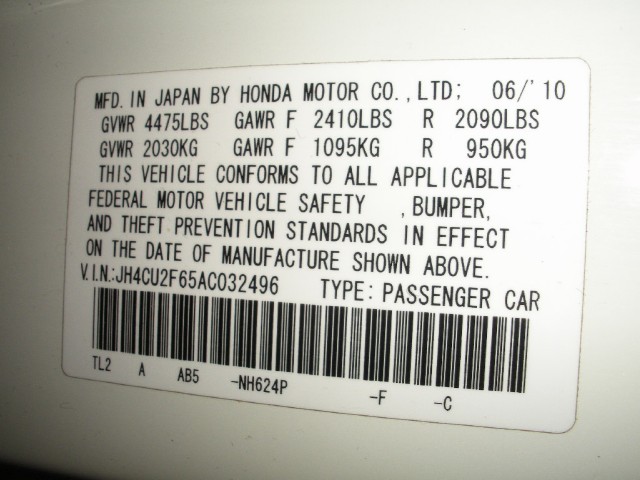 MFD. IN JAPAN BY HONDA MOTOR CO., LTD; 06/'10
GVWR 4475LBS GAWR F 2410LBS R 2090LBS
GVWR 2030KG GAWR F 1095KG R 950KG
THIS VEHICLE CONFORMS TO ALL APPLICABLE
FEDERAL MOTOR VEHICLE SAFETY , BUMPER,
AND THEFT PREVENTION STANDARDS IN EFFECT
ON THE DATE OF MANUFACTURE SHOWN ABOVE.
V.I.N:JH4CU2F65AC032496 TYPE: PASSENGER CAR
TL2 A AB5 -NH624P -F -C